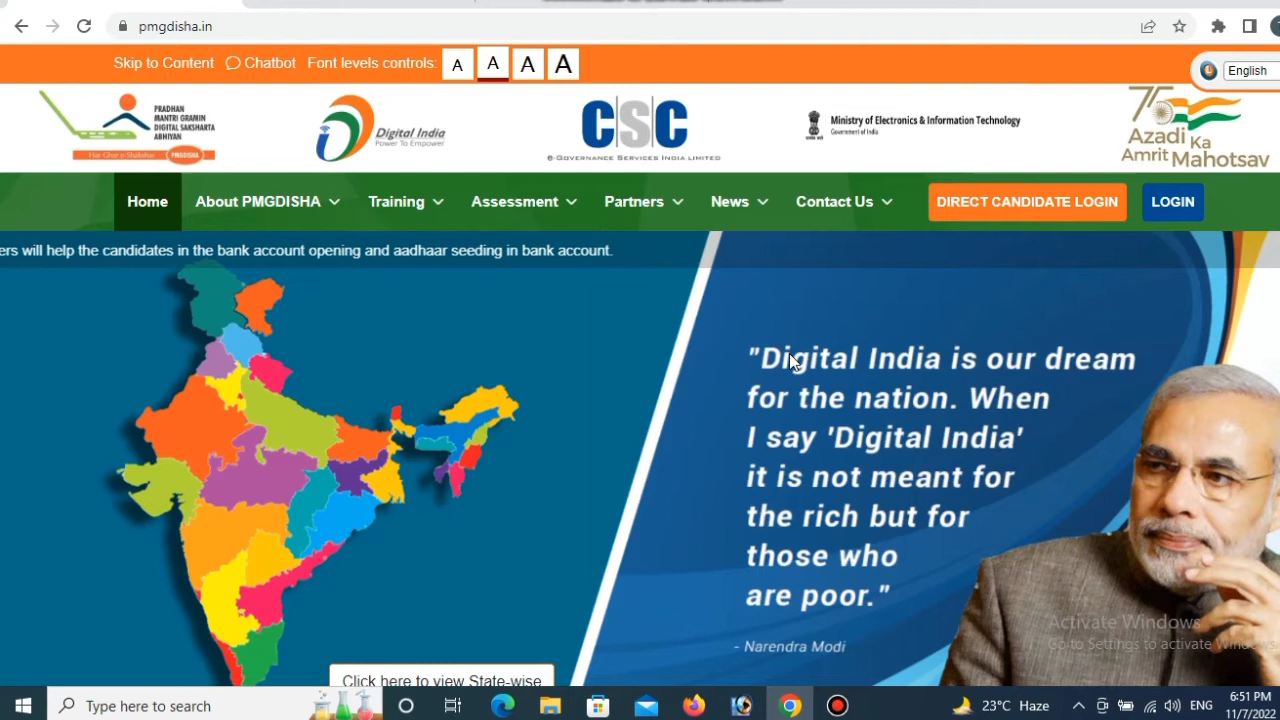 pmgdisha.in
Skip to Content Chatbot Font levels controls: A A A A
English
PRADHAN
MANTRI GRAMIN
DIGITAL SAKSHARTA
ABHIYAN
Har Ghar e-Shikshar PMGDISHA
Digital India
Power To Empower
CSC
e-GOVERNANCE SERVICES INDIA LIMITED
Ministry of Electronics & Information Technology
Government of India
75
Azadi Ka
Amrit Mahotsav
Home About PMGDISHA Training Assessment Partners News Contact Us DIRECT CANDIDATE LOGIN LOGIN
ers will help the candidates in the bank account opening and aadhaar seeding in bank account.
"Digital India is our dream
for the nation. When
I say 'Digital India'
it is not meant for
the rich but for
those who
are poor."
- Narendra Modi
Activate Windows
Go to Settings to activate Windows.
Click here to view State-wise
Type here to search
23°C Haze
ENG
6:51 PM
11/7/2022